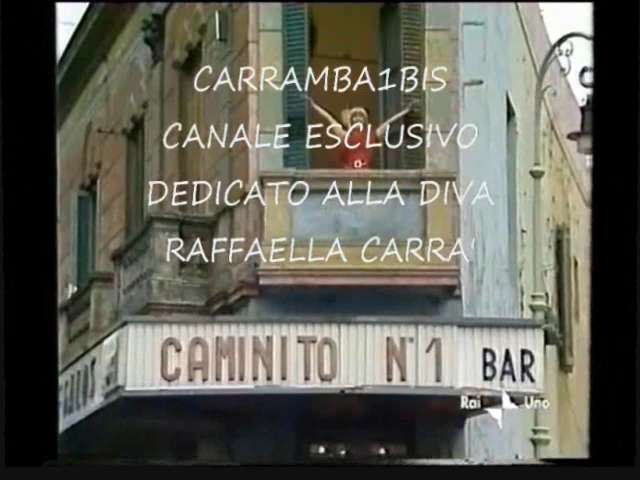 CARRAMBA1BIS
CANALE ESCLUSIVO
DEDICATO ALLA DIVA
RAFFAELLA CARRA'
CAMINITO N°1 BAR
Rai Uno